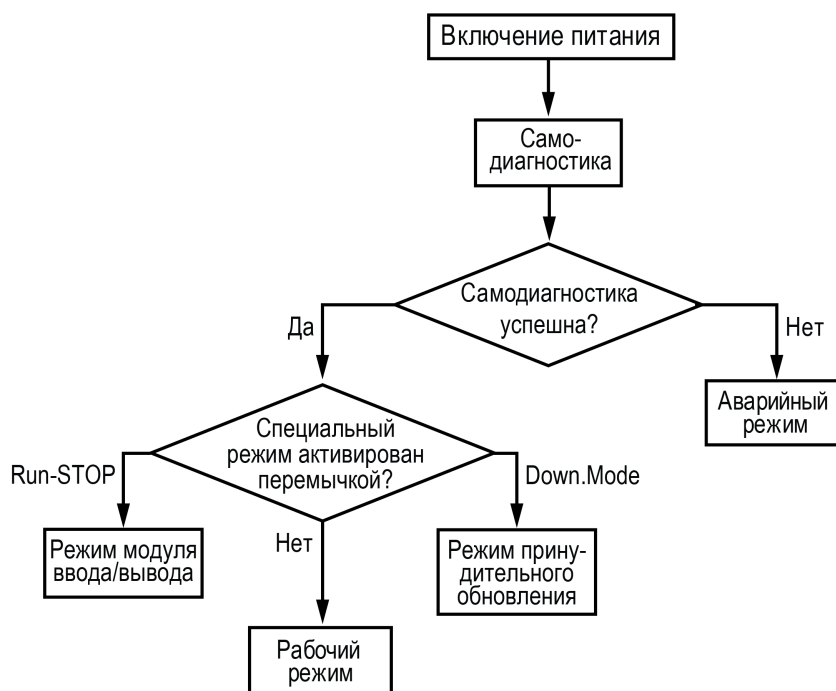 Включение питания
Само-
диагностика
Самодиагностика
успешна?
Да
Нет
Аварийный
режим
Специальный
режим активирован
перемычкой?
Run-STOP
Down.Mode
Нет
Режим модуля
ввода/вывода
Режим прину-
дительного
обновления
Рабочий
режим